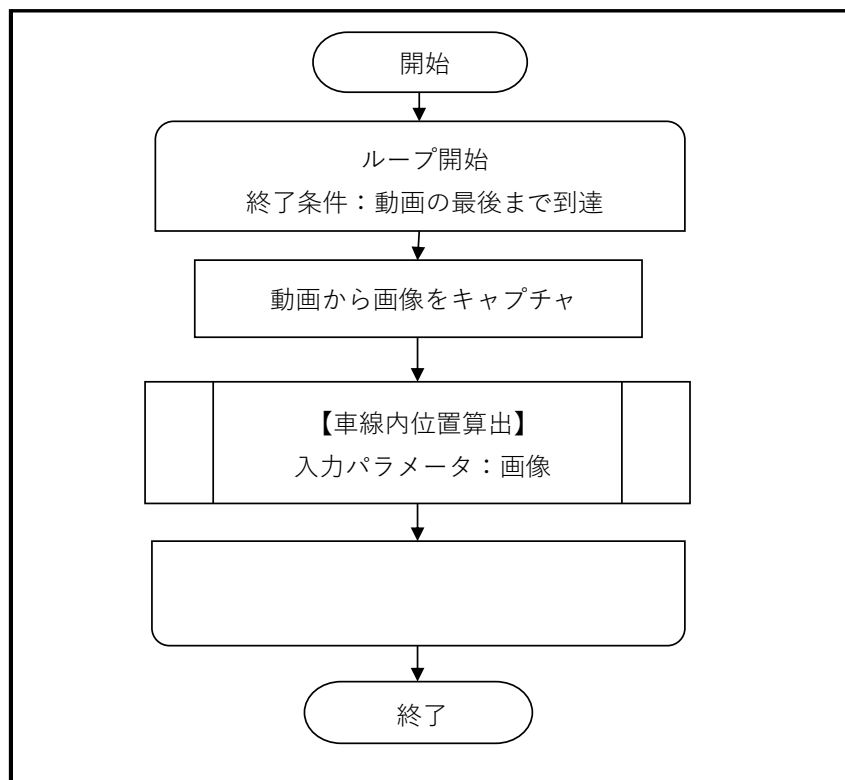 開始
ループ開始
終了条件：動画の最後まで到達
動画から画像をキャプチャ
【車線内位置算出】
入力パラメータ：画像
終了